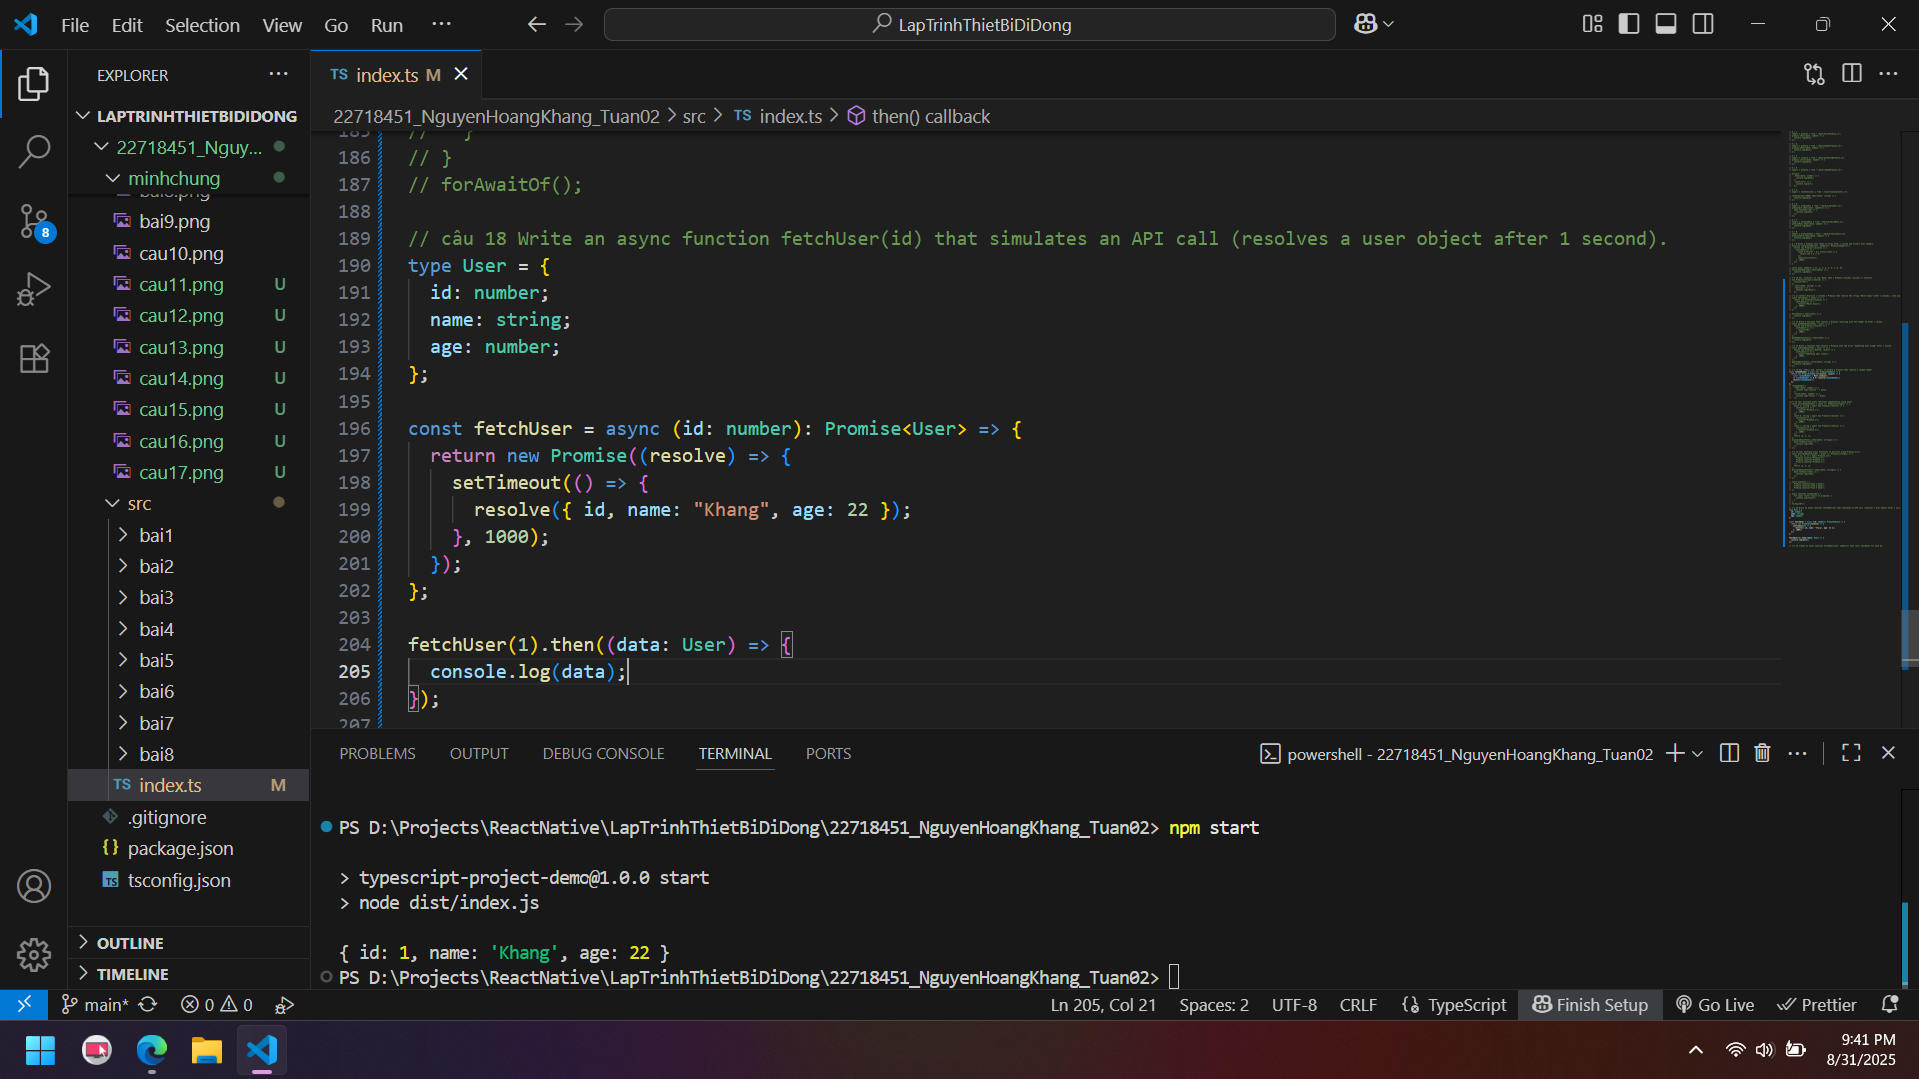 File Edit Selection View Go Run ···
LapTrinhThietBiDiDong
EXPLORER
LAPTRINHTHIETBIDIDONG
22718451_Nguy...
minhchung
bai9.png
cau10.png
cau11.png U
cau12.png U
cau13.png U
cau14.png U
cau15.png U
cau16.png U
cau17.png U
src
bai1
bai2
bai3
bai4
bai5
bai6
bai7
bai8
TS index.ts M
.gitignore
{} package.json
TS tsconfig.json
OUTLINE
TIMELINE
TS index.ts M
22718451_NguyenHoangKhang_Tuan02 > src > TS index.ts > then() callback
185 // }
186 // }
187 // forAwaitOf();
188
189 // câu 18 Write an async function fetchUser(id) that simulates an API call (resolves a user object after 1 second).
190 type User = {
191 id: number;
192 name: string;
193 age: number;
194 };
195
196 const fetchUser = async (id: number): Promise<User> => {
197 return new Promise((resolve) => {
198 setTimeout(() => {
199 resolve({ id, name: "Khang", age: 22 });
200 }, 1000);
201 });
202 };
203
204 fetchUser(1).then((data: User) => {
205 console.log(data);
206 });
207
PROBLEMS OUTPUT DEBUG CONSOLE TERMINAL PORTS
powershell - 22718451_NguyenHoangKhang_Tuan02
PS D:\Projects\ReactNative\LapTrinhThietBiDiDong\22718451_NguyenHoangKhang_Tuan02> npm start
> typescript-project-demo@1.0.0 start
> node dist/index.js
{ id: 1, name: 'Khang', age: 22 }
PS D:\Projects\ReactNative\LapTrinhThietBiDiDong\22718451_NguyenHoangKhang_Tuan02>
8
main* 0 0
Ln 205, Col 21 Spaces: 2 UTF-8 CRLF TypeScript Finish Setup Go Live Prettier
9:41 PM
8/31/2025